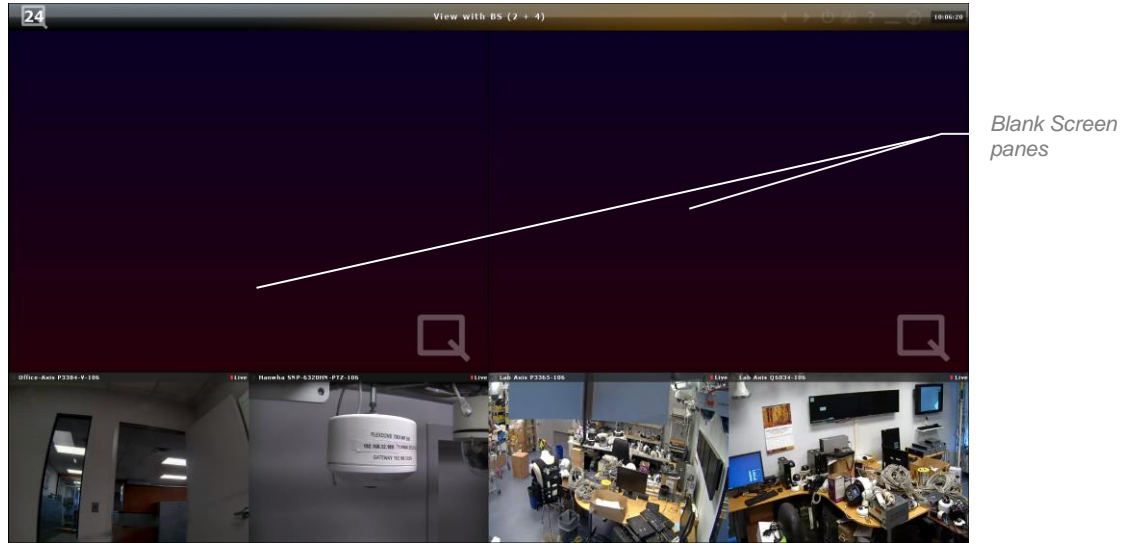 24
View with BS (2 + 4)
?
10:06:20
Blank Screen
panes
Office-Axis P3384-V-106
Live
Hanwha SNP-6320HN-PTZ-106
Live
Lab Axis P3365-106
Live
Lab Axis Q6034-106
Live